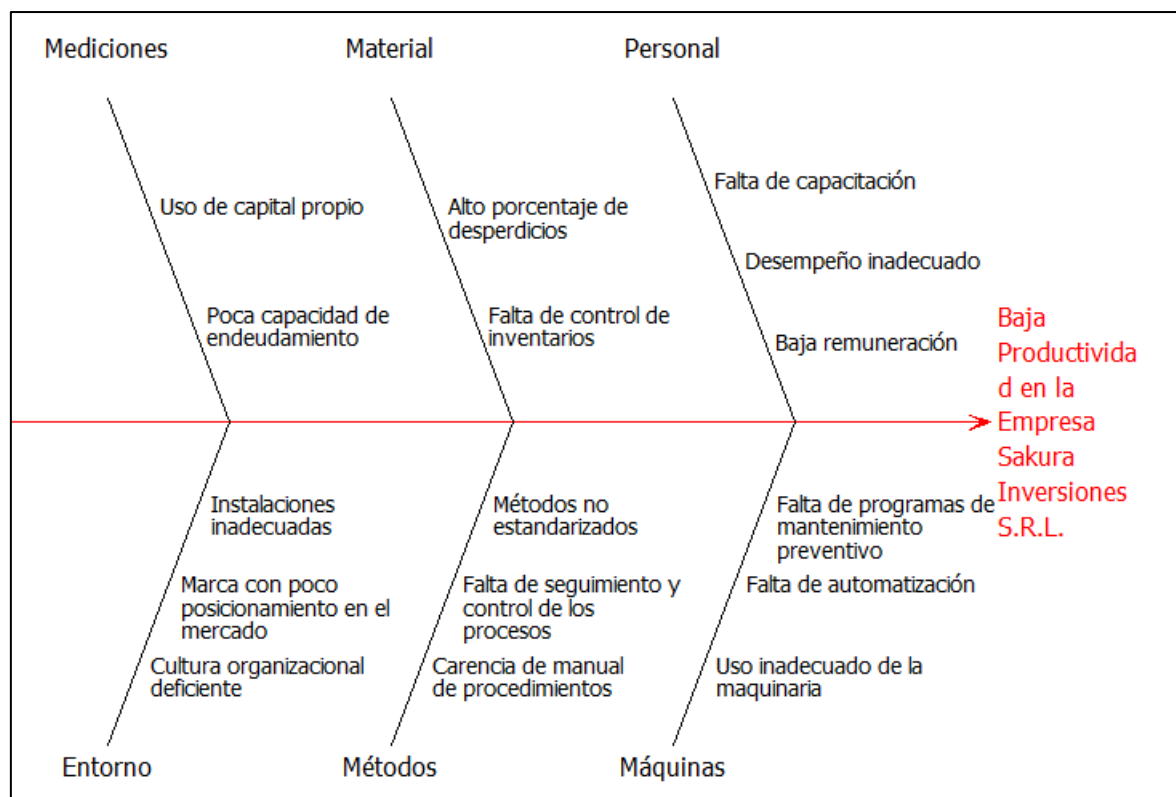 Mediciones
Material
Personal
Uso de capital propio
Poca capacidad de
endeudamiento
Alto porcentaje de
desperdicios
Falta de control de
inventarios
Falta de capacitación
Desempeño inadecuado
Baja remuneración
Baja
Productivida
d en la
Empresa
Sakura
Inversiones
S.R.L.
Instalaciones
inadecuadas
Marca con poco
posicionamiento en el
mercado
Cultura organizacional
deficiente
Métodos no
estandarizados
Falta de seguimiento y
control de los
procesos
Carencia de manual
de procedimientos
Falta de programas de
mantenimiento
preventivo
Falta de automatización
Uso inadecuado de la
maquinaria
Entorno
Métodos
Máquinas